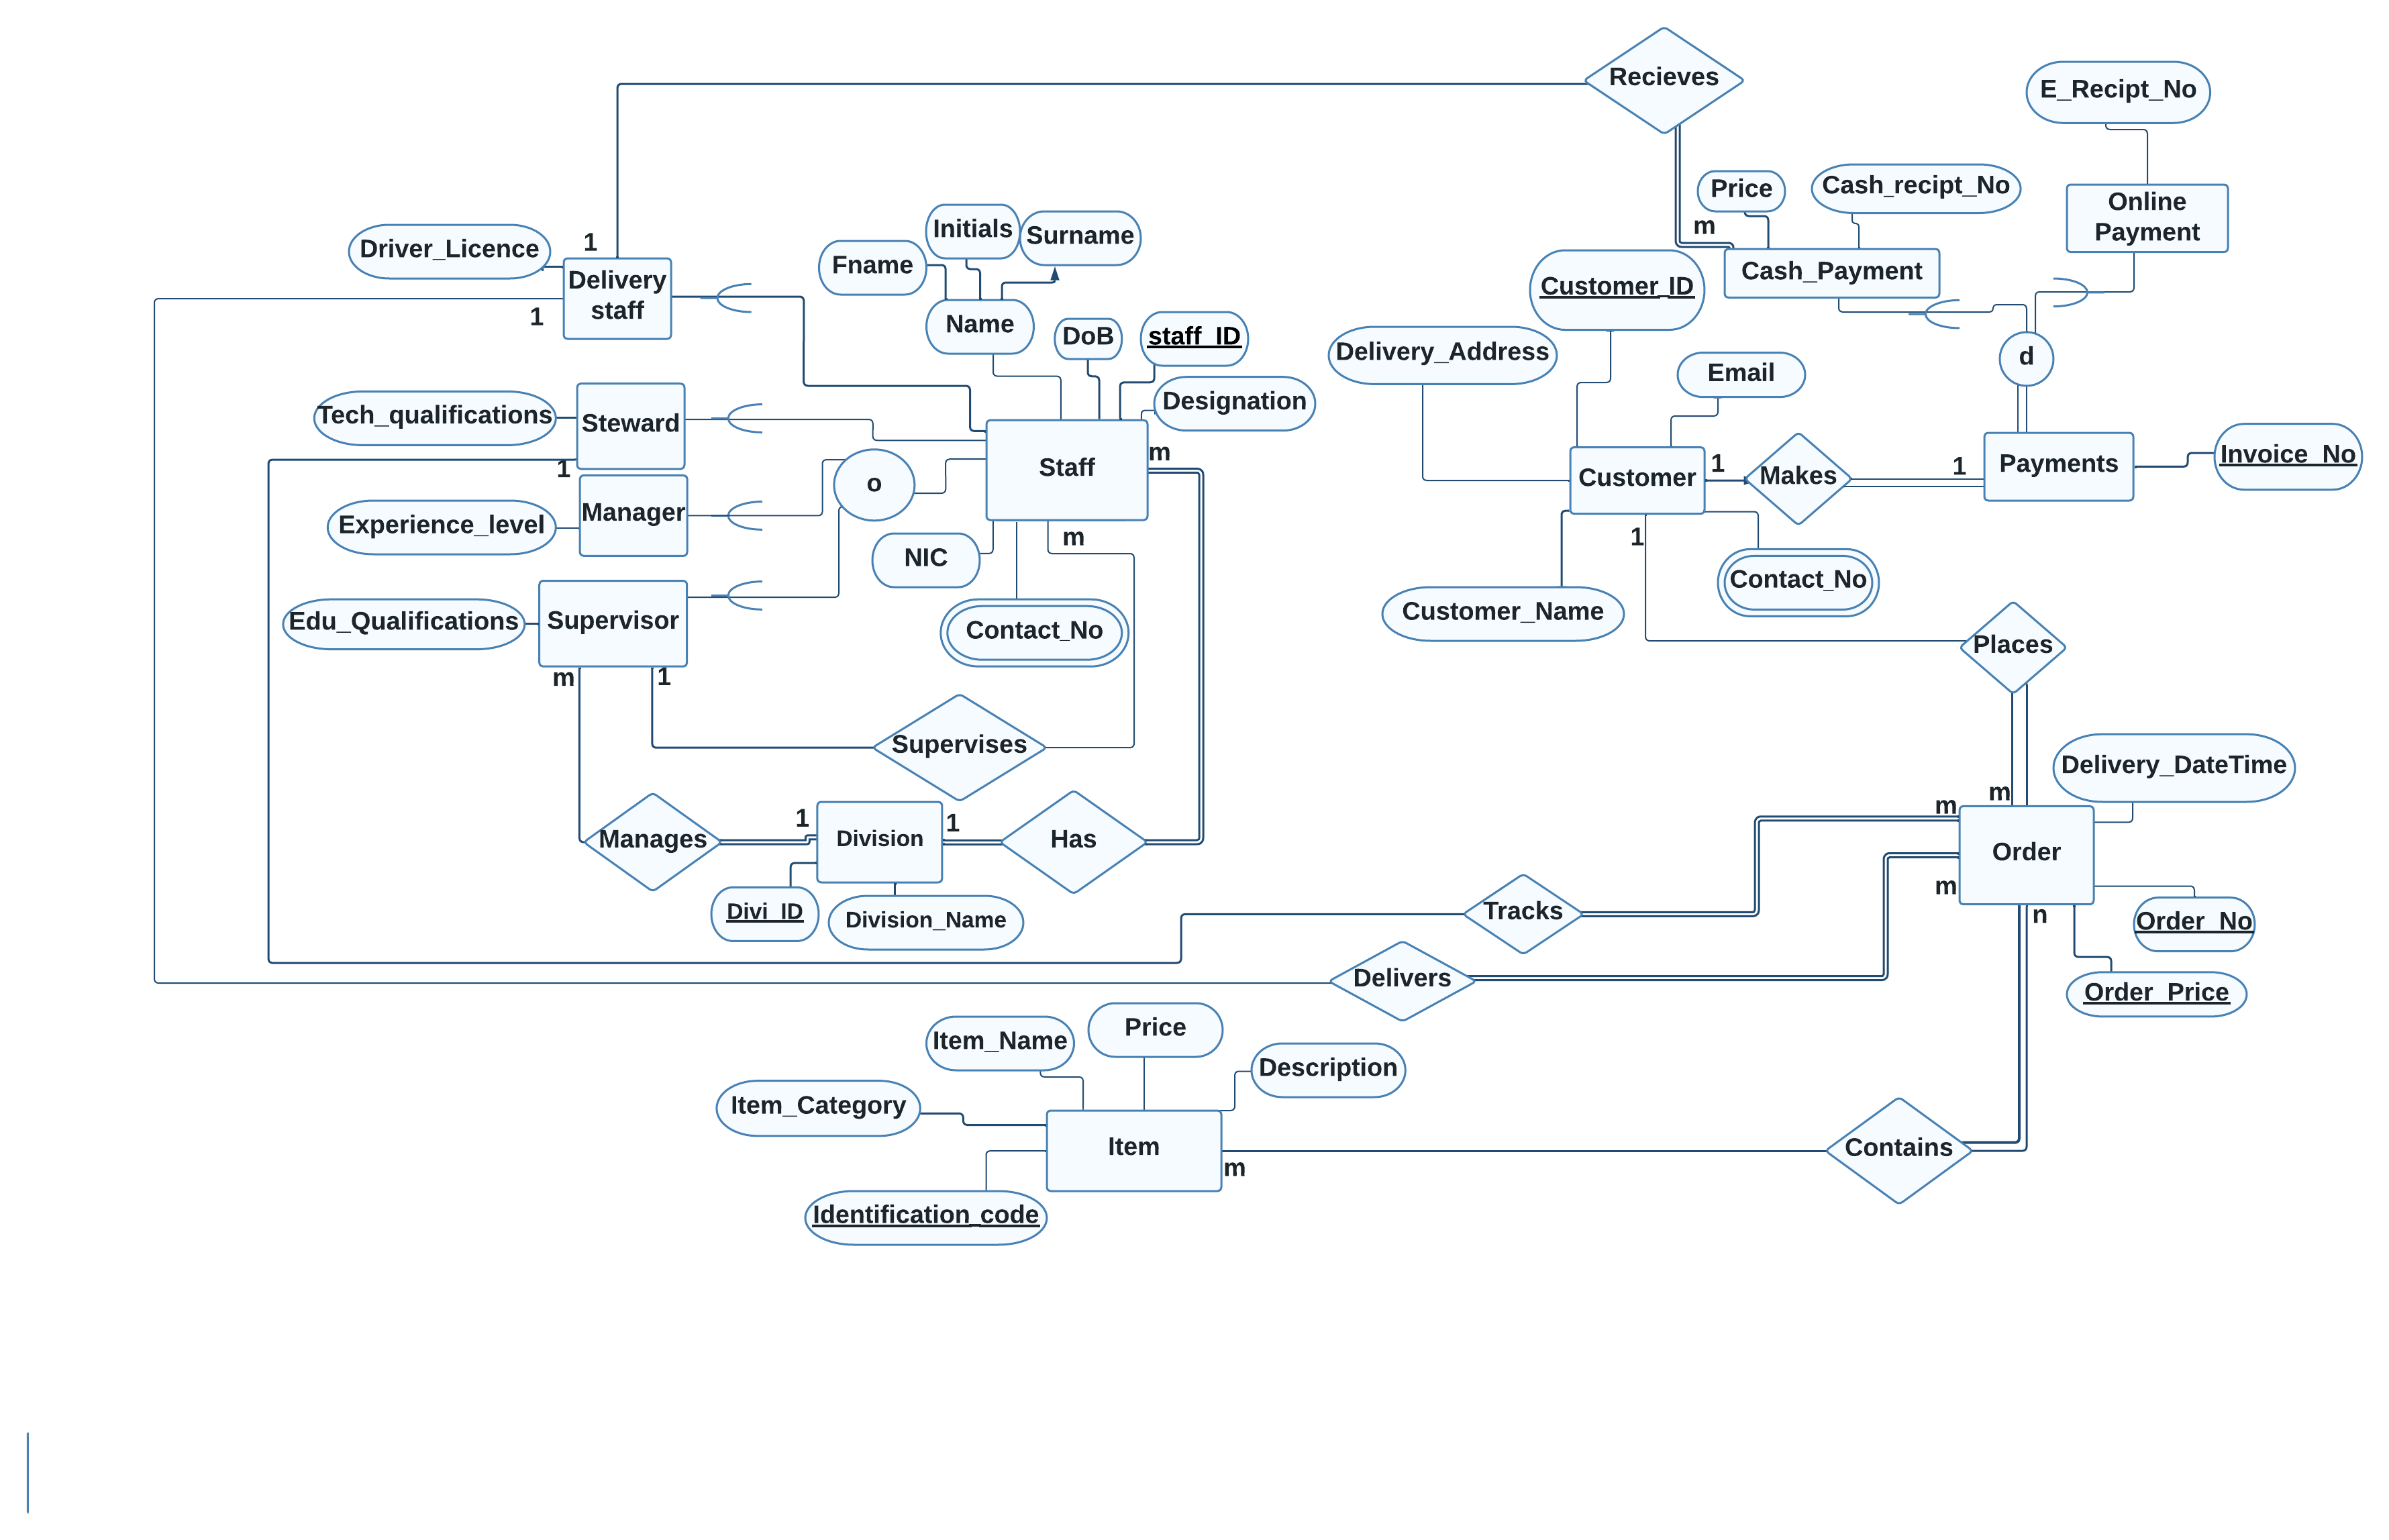 Recieves
E_Recipt_No
Price
Cash_recipt_No
Online
Payment
m
Driver_Licence
1
Initials
Surname
Fname
Delivery
staff
Cash_Payment
Customer_ID
1
Name
DoB
staff_ID
Delivery_Address
d
Email
Designation
Tech_qualifications
Steward
m
Staff
1
Customer
1
Makes
1
Payments
Invoice_No
o
Experience_level
Manager
NIC
m
1
Contact_No
Customer_Name
Edu_Qualifications
Supervisor
Contact_No
Places
m
1
Supervises
Delivery_DateTime
m
m
1
1
Manages
Division
Has
Order
m
Divi_ID
Division_Name
Tracks
n
Order_No
Delivers
Order_Price
Item_Name
Price
Description
Item_Category
Item
m
Contains
Identification_code